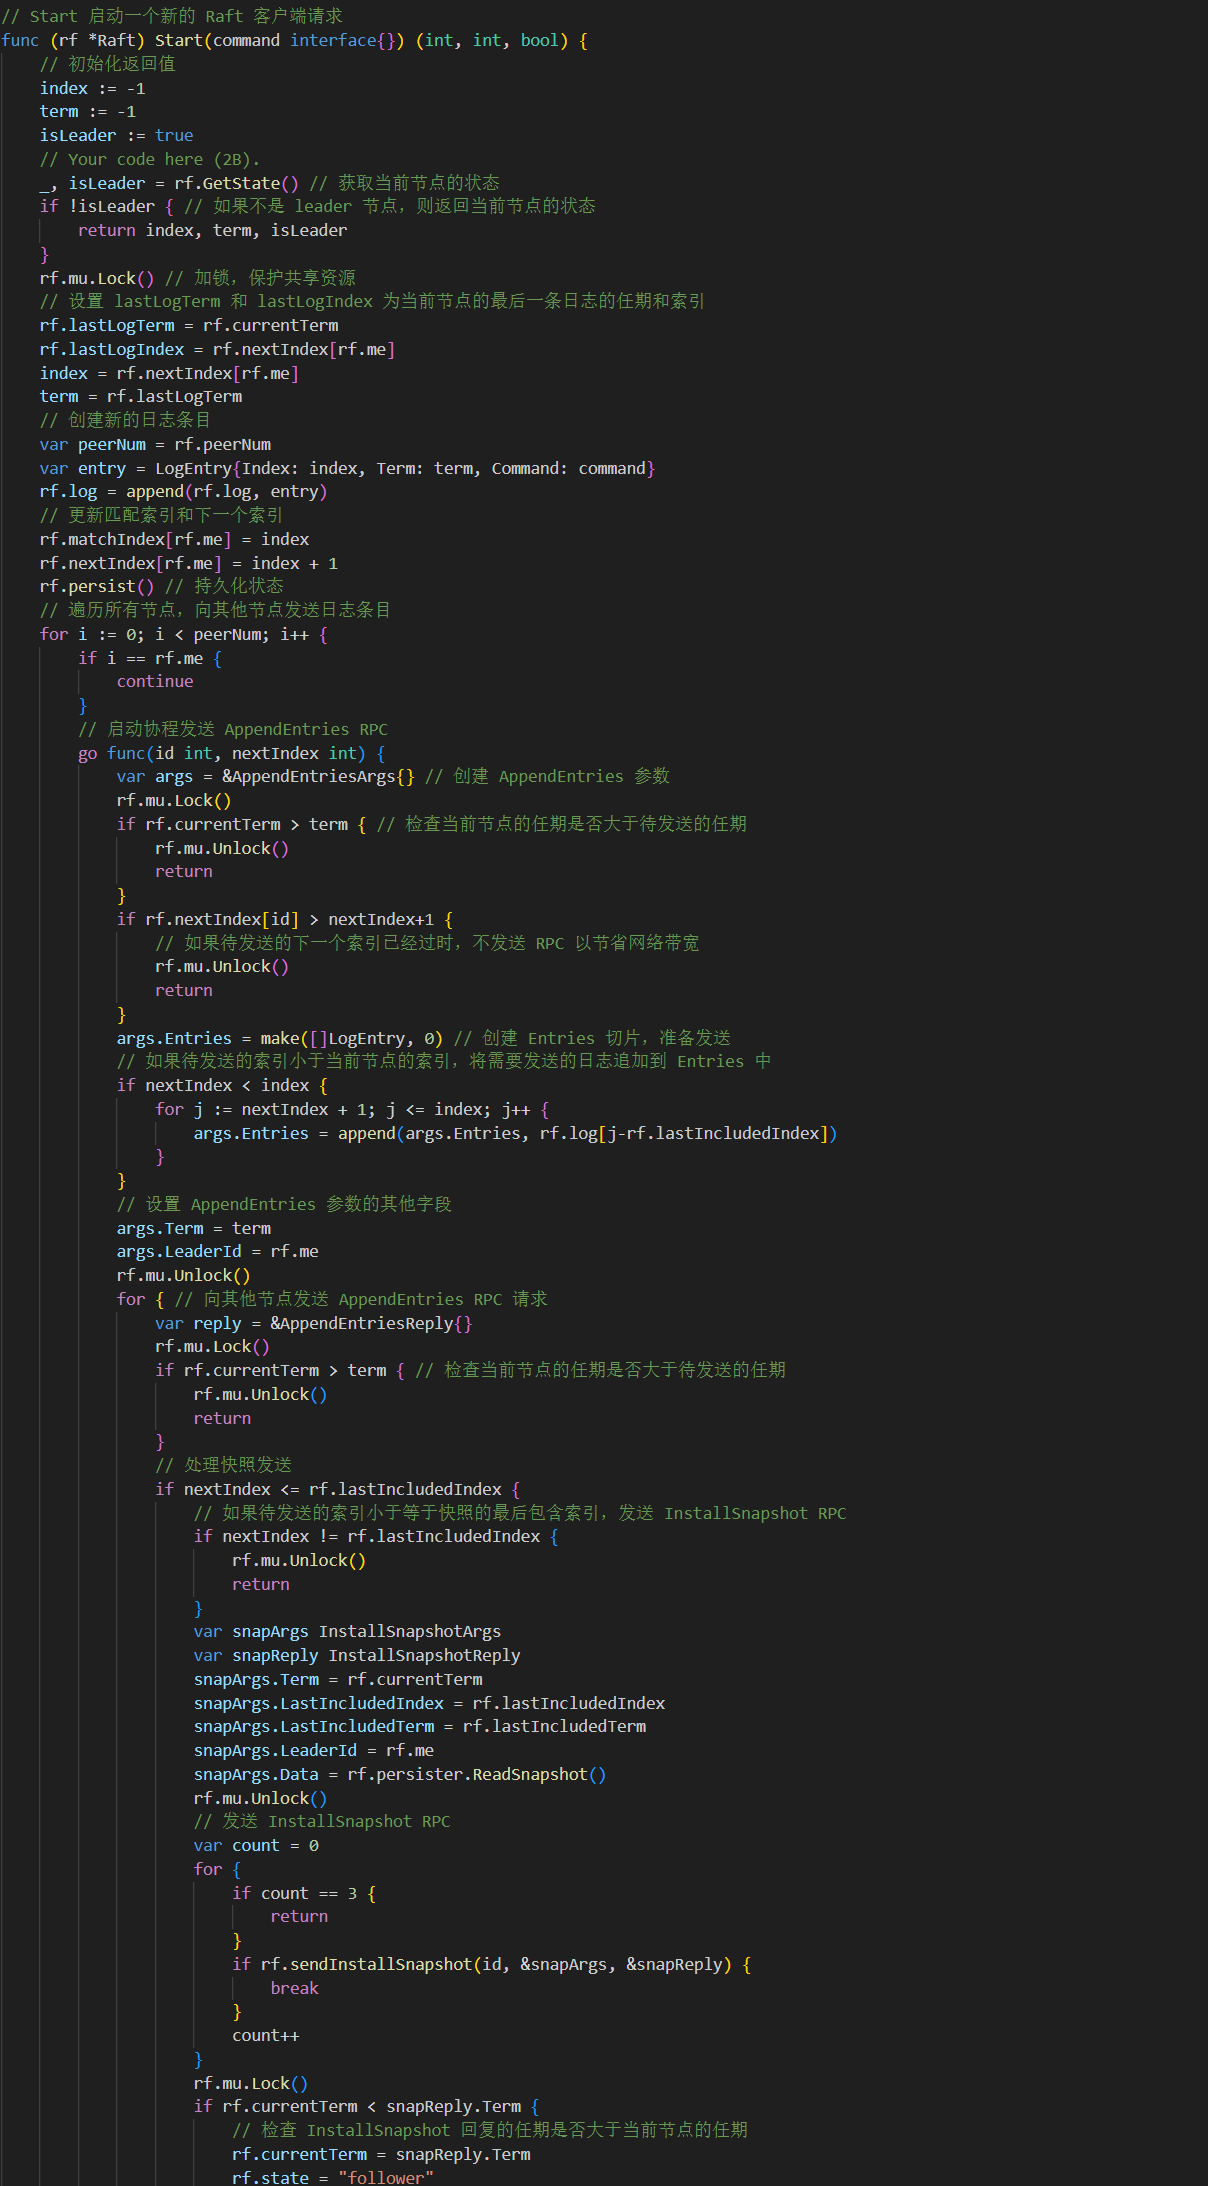 // Start 启动一个新的 Raft 客户端请求
func (rf *Raft) Start(command interface{}) (int, int, bool) {
    // 初始化返回值
    index := -1
    term := -1
    isLeader := true
    // Your code here (2B).
    _, isLeader = rf.GetState() // 获取当前节点的状态
    if !isLeader { // 如果不是 leader 节点，则返回当前节点的状态
        return index, term, isLeader
    }
    rf.mu.Lock() // 加锁，保护共享资源
    // 设置 lastLogTerm 和 lastLogIndex 为当前节点的最后一条日志的任期和索引
    rf.lastLogTerm = rf.currentTerm
    rf.lastLogIndex = rf.nextIndex[rf.me]
    index = rf.nextIndex[rf.me]
    term = rf.lastLogTerm
    // 创建新的日志条目
    var peerNum = rf.peerNum
    var entry = LogEntry{Index: index, Term: term, Command: command}
    rf.log = append(rf.log, entry)
    // 更新匹配索引和下一个索引
    rf.matchIndex[rf.me] = index
    rf.nextIndex[rf.me] = index + 1
    rf.persist() // 持久化状态
    // 遍历所有节点，向其他节点发送日志条目
    for i := 0; i < peerNum; i++ {
        if i == rf.me {
            continue
        }
        // 启动协程发送 AppendEntries RPC
        go func(id int, nextIndex int) {
            var args = &AppendEntriesArgs{} // 创建 AppendEntries 参数
            rf.mu.Lock()
            if rf.currentTerm > term { // 检查当前节点的任期是否大于待发送的任期
                rf.mu.Unlock()
                return
            }
            if rf.nextIndex[id] > nextIndex+1 {
                // 如果待发送的下一个索引已经过时，不发送 RPC 以节省网络带宽
                rf.mu.Unlock()
                return
            }
            args.Entries = make([]LogEntry, 0) // 创建 Entries 切片，准备发送
            // 如果待发送的索引小于当前节点的索引，将需要发送的日志追加到 Entries 中
            if nextIndex < index {
                for j := nextIndex + 1; j <= index; j++ {
                    args.Entries = append(args.Entries, rf.log[j-rf.lastIncludedIndex])
                }
            }
            // 设置 AppendEntries 参数的其他字段
            args.Term = term
            args.LeaderId = rf.me
            rf.mu.Unlock()
            for { // 向其他节点发送 AppendEntries RPC 请求
                var reply = &AppendEntriesReply{}
                rf.mu.Lock()
                if rf.currentTerm > term { // 检查当前节点的任期是否大于待发送的任期
                    rf.mu.Unlock()
                    return
                }
                // 处理快照发送
                if nextIndex <= rf.lastIncludedIndex {
                    // 如果待发送的索引小于等于快照的最后包含索引，发送 InstallSnapshot RPC
                    if nextIndex != rf.lastIncludedIndex {
                        rf.mu.Unlock()
                        return
                    }
                    var snapArgs InstallSnapshotArgs
                    var snapReply InstallSnapshotReply
                    snapArgs.Term = rf.currentTerm
                    snapArgs.LastIncludedIndex = rf.lastIncludedIndex
                    snapArgs.LastIncludedTerm = rf.lastIncludedTerm
                    snapArgs.LeaderId = rf.me
                    snapArgs.Data = rf.persister.ReadSnapshot()
                    rf.mu.Unlock()
                    // 发送 InstallSnapshot RPC
                    var count = 0
                    for {
                        if count == 3 {
                            return
                        }
                        if rf.sendInstallSnapshot(id, &snapArgs, &snapReply) {
                            break
                        }
                        count++
                    }
                    rf.mu.Lock()
                    if rf.currentTerm < snapReply.Term {
                        // 检查 InstallSnapshot 回复的任期是否大于当前节点的任期
                        rf.currentTerm = snapReply.Term
                        rf.state = "follower"